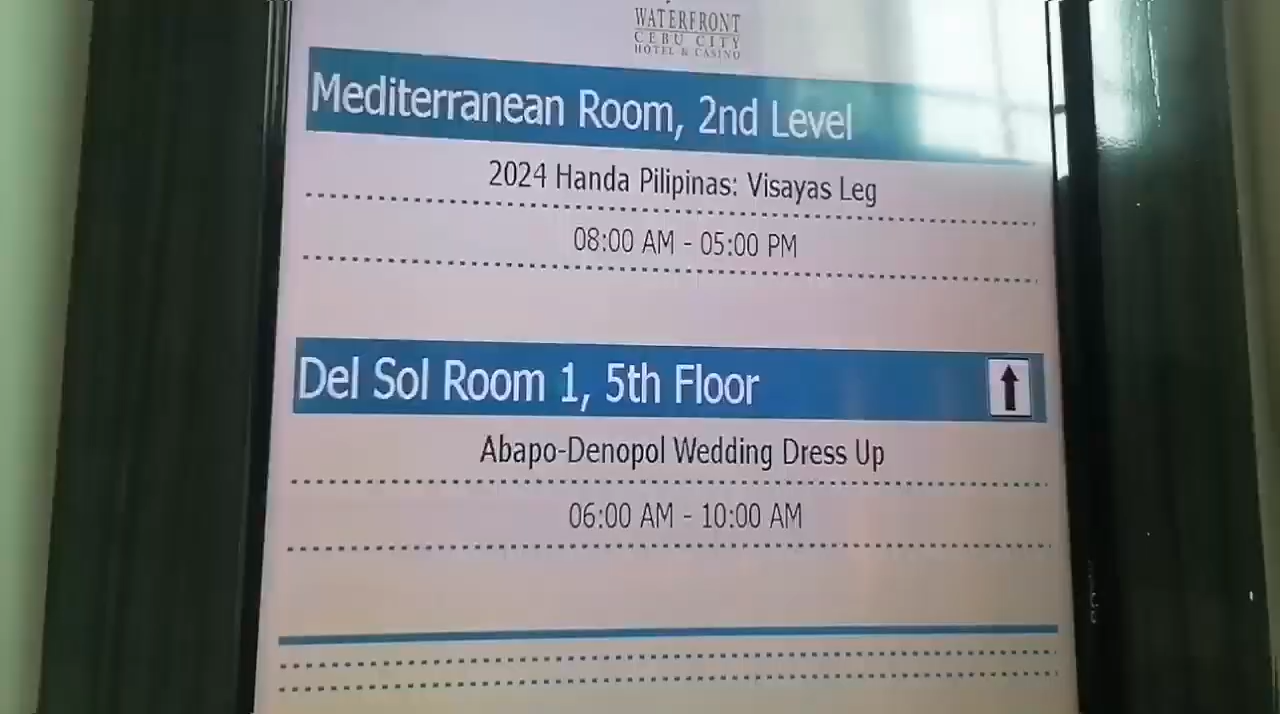 WATERFRONT
CEBU CITY
HOTEL & CASINO
Mediterranean Room, 2nd Level
2024 Handa Pilipinas: Visayas Leg
08:00 AM - 05:00 PM
Del Sol Room 1, 5th Floor
Abapo-Denopol Wedding Dress Up
06:00 AM - 10:00 AM